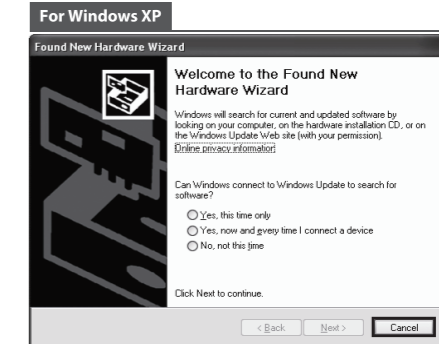 For Windows XP
Found New Hardware Wizard
Welcome to the Found New
Hardware Wizard
Windows will search for current and updated software by
looking on your computer, on the hardware installation CD, or on
the Windows Update Web site (with your permission).
Online privacy information
Can Windows connect to Windows Update to search for
software?
Yes, this time only
Yes, now and every time I connect a device
No, not this time
Click Next to continue.
< Back Next > Cancel